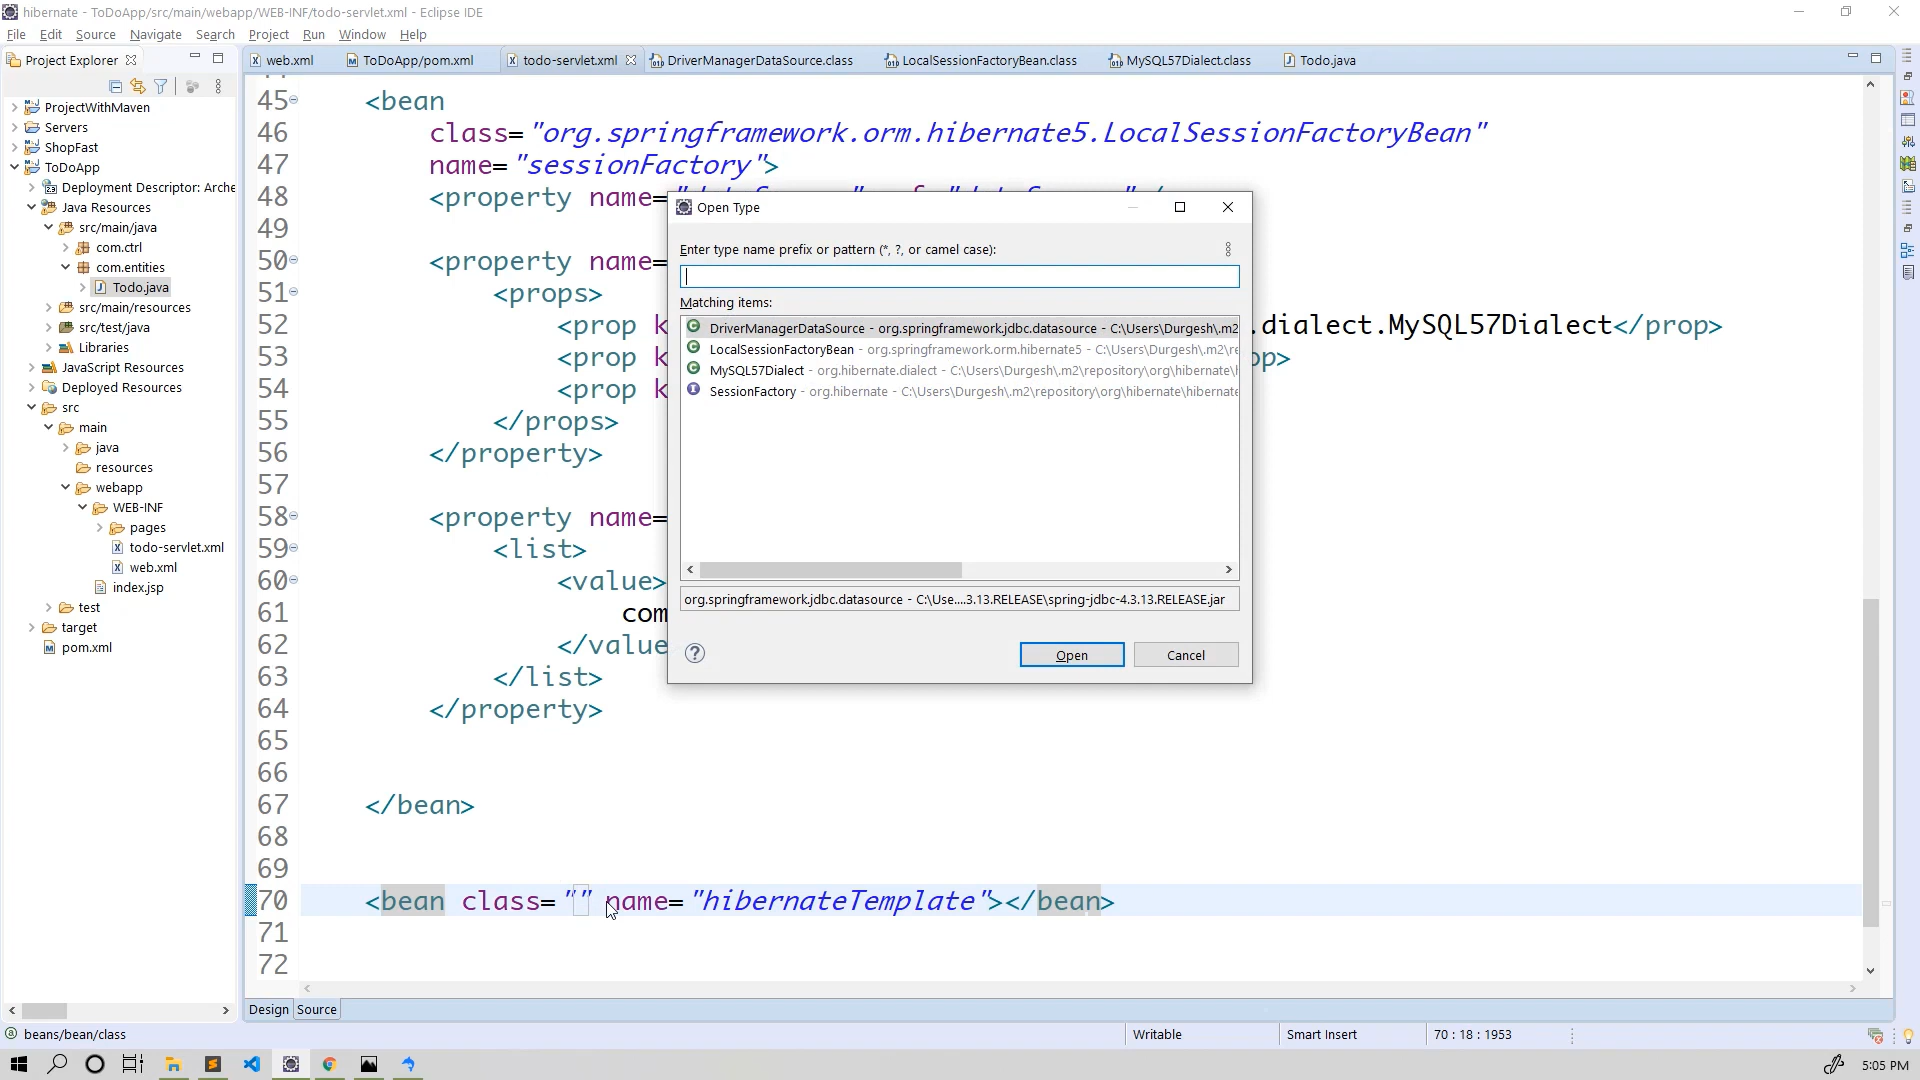 hibernate - ToDoApp/src/main/webapp/WEB-INF/todo-servlet.xml - Eclipse IDE
File Edit Source Navigate Search Project Run Window Help
Project Explorer
web.xml
ToDoApp/pom.xml
todo-servlet.xml
DriverManagerDataSource.class
LocalSessionFactoryBean.class
MySQL57Dialect.class
Todo.java
ProjectWithMaven
Servers
ShopFast
ToDoApp
Deployment Descriptor: Arche
Java Resources
src/main/java
com.ctrl
com.entities
Todo.java
src/main/resources
src/test/java
Libraries
JavaScript Resources
Deployed Resources
src
main
java
resources
webapp
WEB-INF
pages
todo-servlet.xml
web.xml
index.jsp
test
target
pom.xml
45 <bean
46 class="org.springframework.orm.hibernate5.LocalSessionFactoryBean"
47 name="sessionFactory">
48 <property name=
49
50 <property name=
51 <props>
52 <prop k .dialect.MySQL57Dialect</prop>
53 <prop k op>
54 <prop k
55 </props>
56 </property>
57
58 <property name=
59 <list>
60 <value>
61 com
62 </value
63 </list>
64 </property>
65
66
67 </bean>
68
69
70 <bean class="" name="hibernateTemplate"></bean>
71
72
Open Type
Enter type name prefix or pattern (*, ?, or camel case):
Matching items:
DriverManagerDataSource - org.springframework.jdbc.datasource - C:\Users\Durgesh\.m2
LocalSessionFactoryBean - org.springframework.orm.hibernate5 - C:\Users\Durgesh\.m2\re
MySQL57Dialect - org.hibernate.dialect - C:\Users\Durgesh\.m2\repository\org\hibernate\h
SessionFactory - org.hibernate - C:\Users\Durgesh\.m2\repository\org\hibernate\hibernate
org.springframework.jdbc.datasource - C:\Use....3.13.RELEASE\spring-jdbc-4.3.13.RELEASE.jar
Open
Cancel
Design Source
beans/bean/class
Writable
Smart Insert
70 : 18 : 1953
5:05 PM